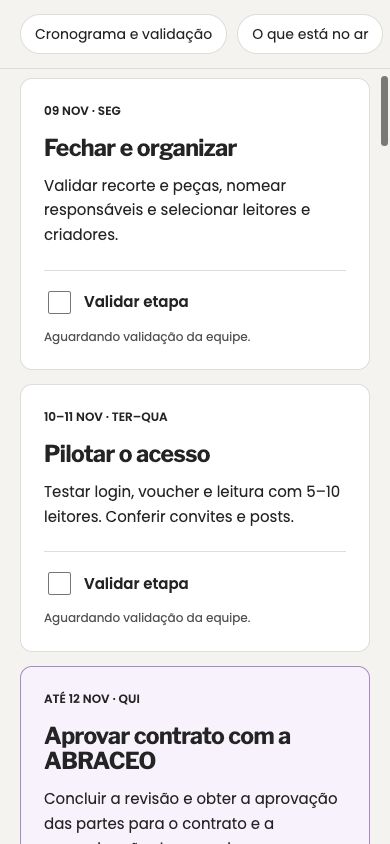 Cronograma e validação
O que está no ar
09 NOV · SEG
Fechar e organizar
Validar recorte e peças, nomear
responsáveis e selecionar leitores e
criadores.
Validar etapa
Aguardando validação da equipe.
10–11 NOV · TER–QUA
Pilotar o acesso
Testar login, voucher e leitura com 5–10
leitores. Conferir convites e posts.
Validar etapa
Aguardando validação da equipe.
ATÉ 12 NOV · QUI
Aprovar contrato com a
ABRACEO
Concluir a revisão e obter a aprovação
das partes para o contrato e a